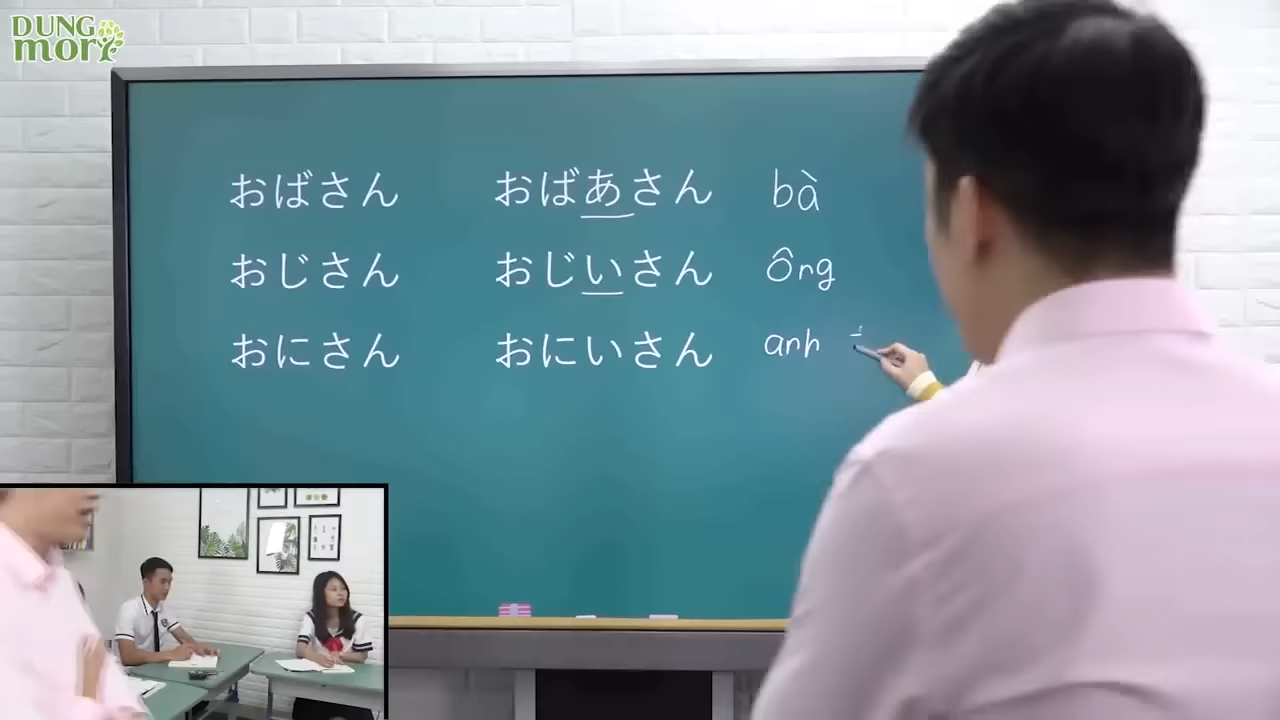 DUNG
mori
おばさん おばあさん bà
おじさん おじいさん ông
おにさん おにいさん anh